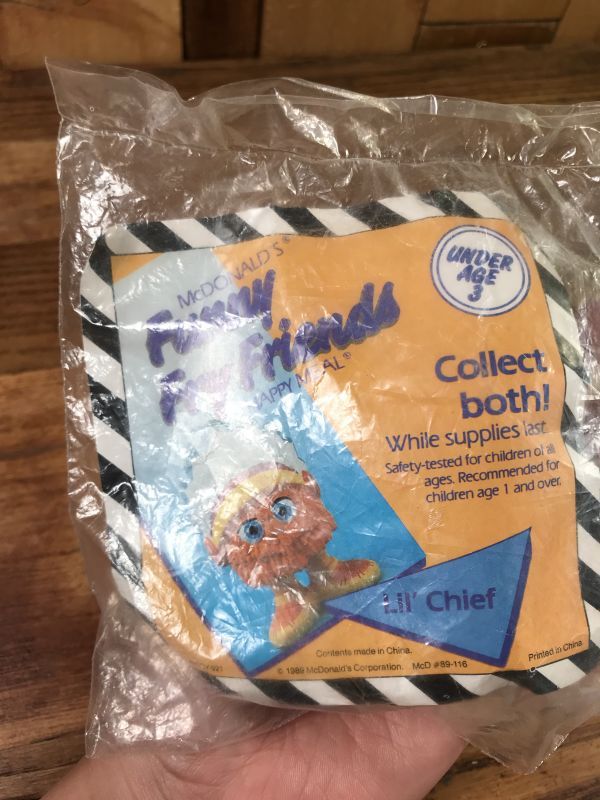 McDONALD'S®
Funny
Fry Friends
HAPPY MEAL®
UNDER
AGE
3
Collect
both!
While supplies last
Safety-tested for children of all
ages. Recommended for
children age 1 and over.
Lil' Chief
Contents made in China.
© 1989 McDonald's Corporation. McD #89-116
Printed in China